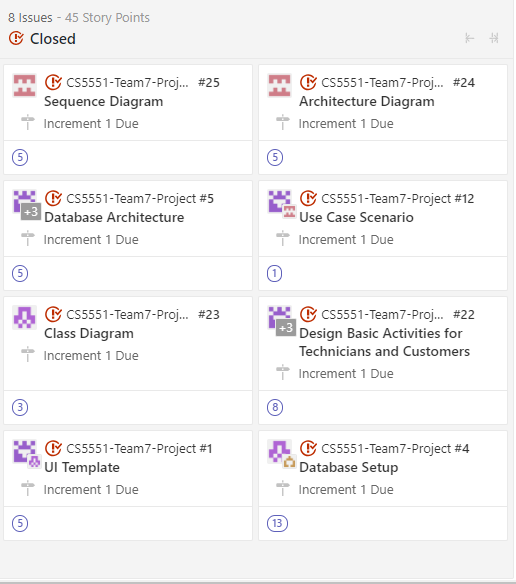 8 Issues - 45 Story Points
Closed
CS5551-Team7-Proj... #25
Sequence Diagram
Increment 1 Due
5
CS5551-Team7-Proj... #24
Architecture Diagram
Increment 1 Due
5
+3
CS5551-Team7-Project #5
Database Architecture
Increment 1 Due
5
CS5551-Team7-Project #12
Use Case Scenario
Increment 1 Due
1
CS5551-Team7-Proj... #23
Class Diagram
Increment 1 Due
3
+3
CS5551-Team7-Proj... #22
Design Basic Activities for
Technicians and Customers
Increment 1 Due
8
CS5551-Team7-Project #1
UI Template
Increment 1 Due
5
CS5551-Team7-Project #4
Database Setup
Increment 1 Due
13